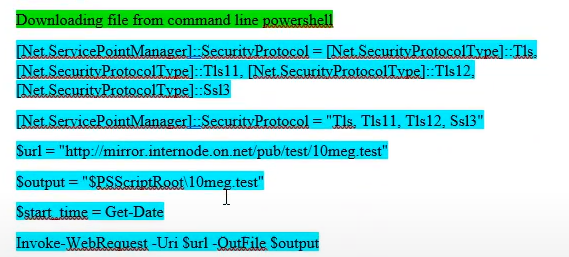 Downloading file from command line powershell
[Net.ServicePointManager]::SecurityProtocol = [Net.SecurityProtocolType]::Tls,
[Net.SecurityProtocolType]::Tls11, [Net.SecurityProtocolType]::Tls12,
[Net.SecurityProtocolType]::Ssl3
[Net.ServicePointManager]::SecurityProtocol = "Tls, Tls11, Tls12, Ssl3"
$url = "http://mirror.internode.on.net/pub/test/10meg.test"
$output = "$PSScriptRoot\10meg.test"
$start_time = Get-Date
Invoke-WebRequest -Uri $url -OutFile $output